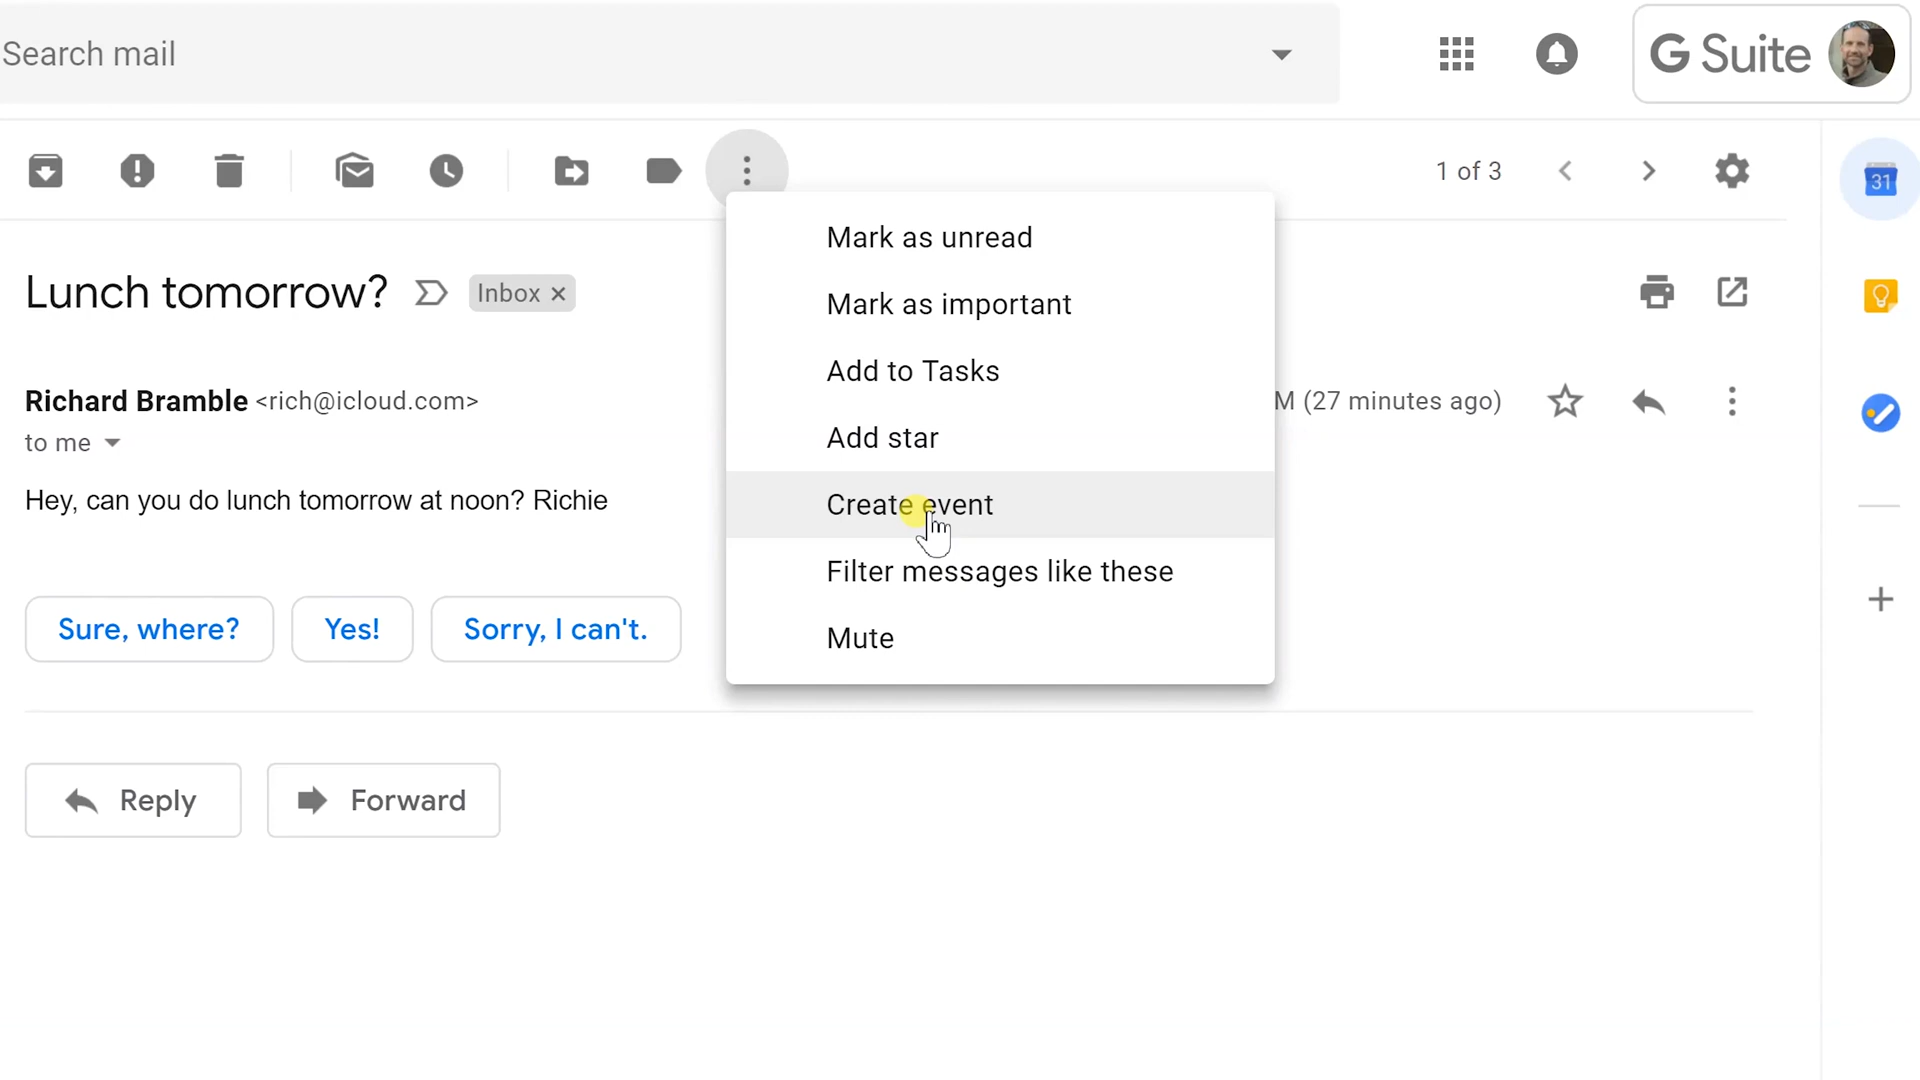 Search mail
G Suite
1 of 3
31
Mark as unread
Lunch tomorrow?
Inbox
Mark as important
Add to Tasks
Richard Bramble <rich@icloud.com>
M (27 minutes ago)
to me
Add star
Hey, can you do lunch tomorrow at noon? Richie
Create event
Filter messages like these
Sure, where?
Yes!
Sorry, I can't.
Mute
Reply
Forward